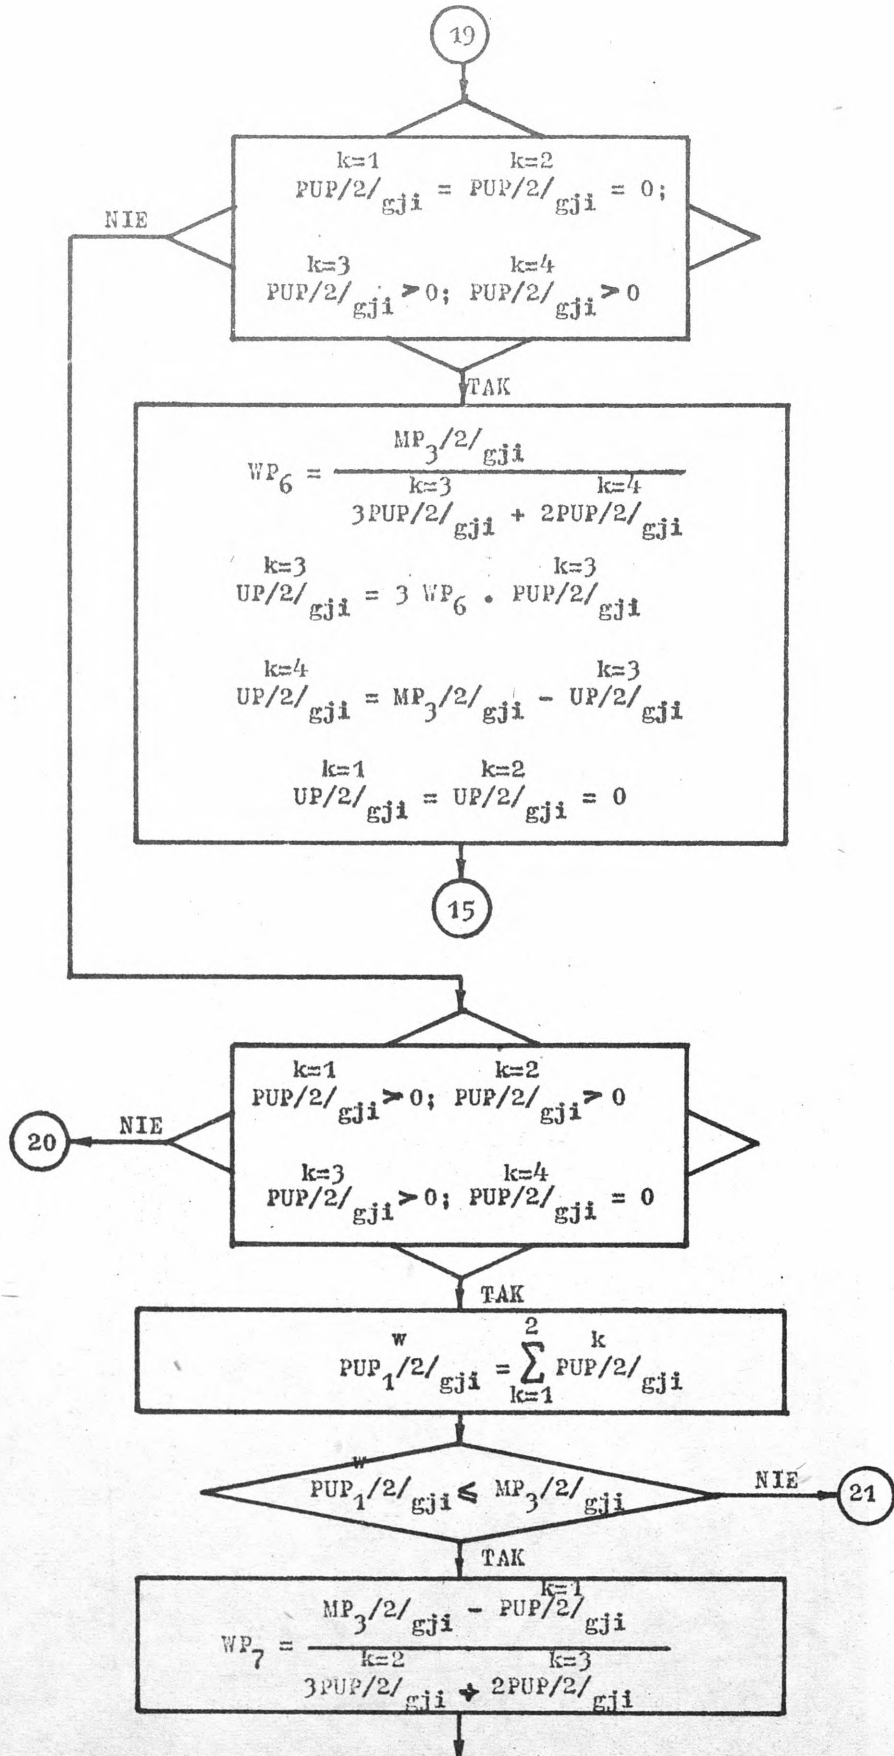 19
k=1 k=2
PUP/2/gji = PUP/2/gji = 0;
NIE
k=3 k=4
PUP/2/gji > 0; PUP/2/gji > 0
TAK
MP3/2/gji
WP6 =
k=3 k=4
3PUP/2/gji + 2PUP/2/gji
k=3 k=3
UP/2/gji = 3 WP6 . PUP/2/gji
k=4 k=3
UP/2/gji = MP3/2/gji - UP/2/gji
k=1 k=2
UP/2/gji = UP/2/gji = 0
15
k=1 k=2
PUP/2/gji > 0; PUP/2/gji > 0
20 NIE
k=3 k=4
PUP/2/gji > 0; PUP/2/gji = 0
TAK
w 2 k
PUP1/2/gji = ∑ PUP/2/gji
k=1
w
PUP1/2/gji ≤ MP3/2/gji
NIE 21
TAK
k=1
MP3/2/gji - PUP/2/gji
WP7 =
k=2 k=3
3PUP/2/gji + 2PUP/2/gji